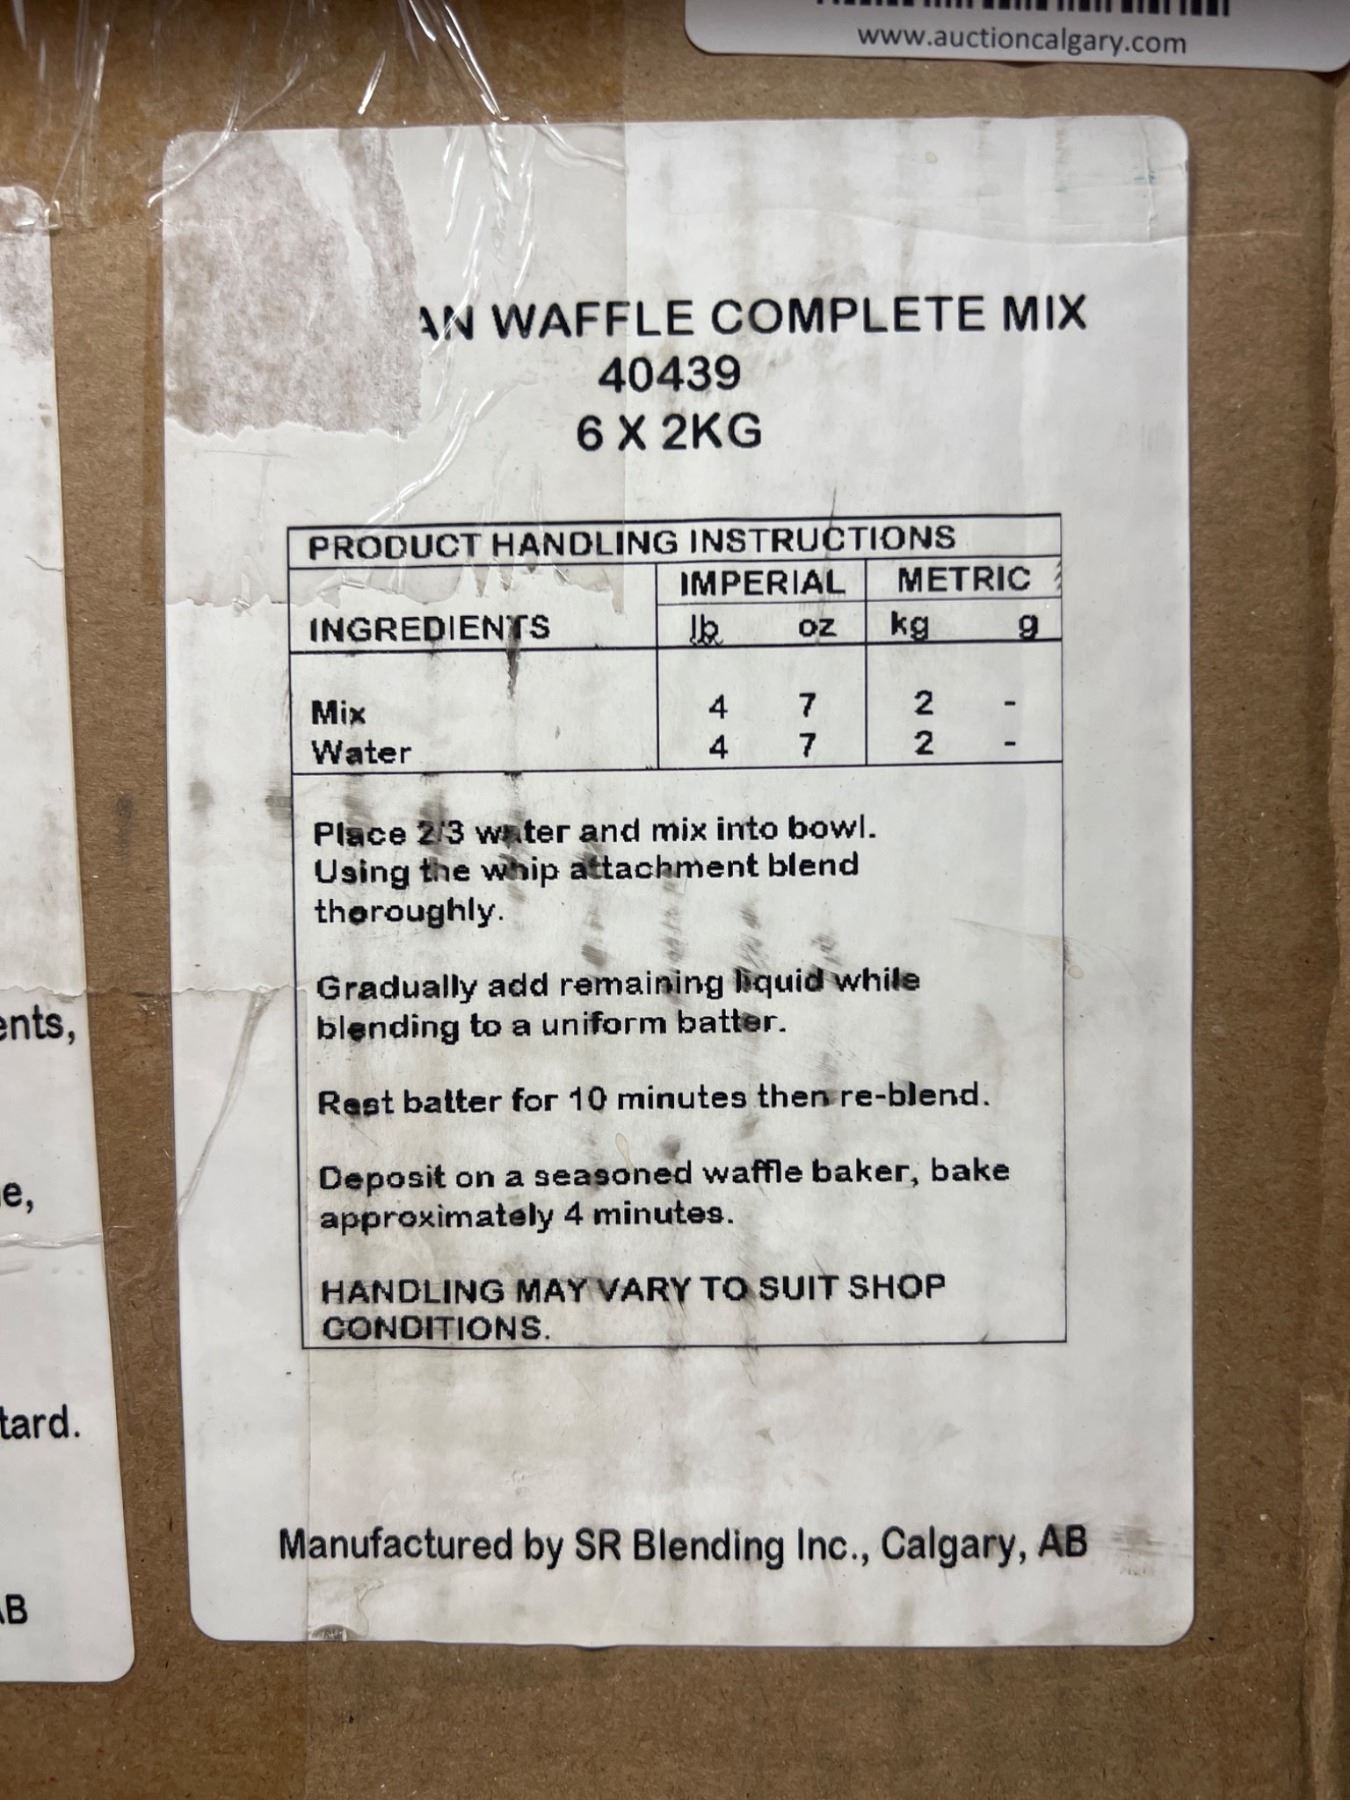 www.auctioncalgary.com
AN WAFFLE COMPLETE MIX
40439
6 X 2KG
PRODUCT HANDLING INSTRUCTIONS
IMPERIAL METRIC
INGREDIENTS lb oz kg g
Mix 4 7 2 -
Water 4 7 2 -
Place 2/3 water and mix into bowl.
Using the whip attachment blend
thoroughly.
Gradually add remaining liquid while
blending to a uniform batter.
Rest batter for 10 minutes then re-blend.
Deposit on a seasoned waffle baker, bake
approximately 4 minutes.
HANDLING MAY VARY TO SUIT SHOP
CONDITIONS.
Manufactured by SR Blending Inc., Calgary, AB
ents,
e,
tard.
AB